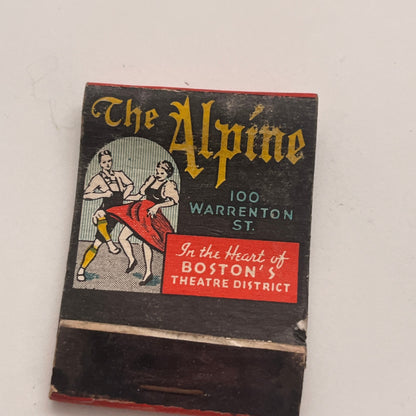 The Alpine
100
WARRENTON
ST.
In the Heart of
BOSTON'S
THEATRE DISTRICT